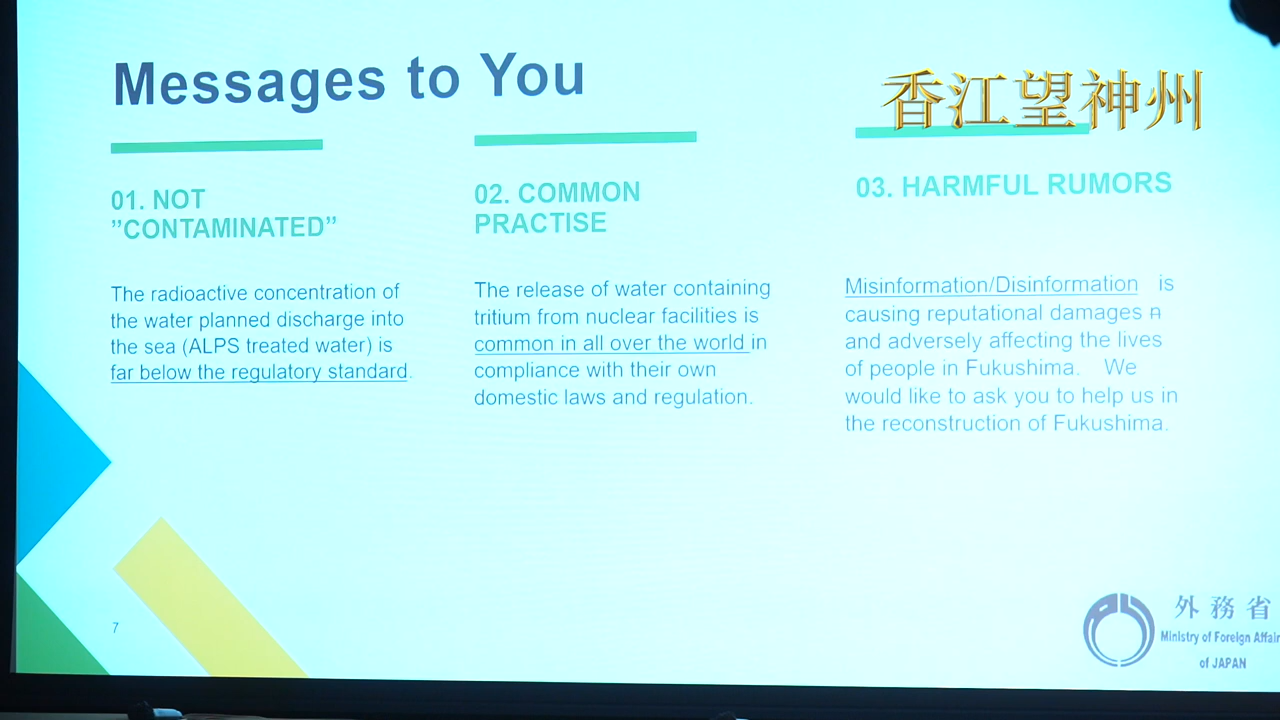 Messages to You
香江望神州
01. NOT
”CONTAMINATED”
The radioactive concentration of
the water planned discharge into
the sea (ALPS treated water) is
far below the regulatory standard.
02. COMMON
PRACTISE
The release of water containing
tritium from nuclear facilities is
common in all over the world in
compliance with their own
domestic laws and regulation.
03. HARMFUL RUMORS
Misinformation/Disinformation is
causing reputational damages n
and adversely affecting the lives
of people in Fukushima. We
would like to ask you to help us in
the reconstruction of Fukushima.
7
外務省
Ministry of Foreign Affair
of JAPAN